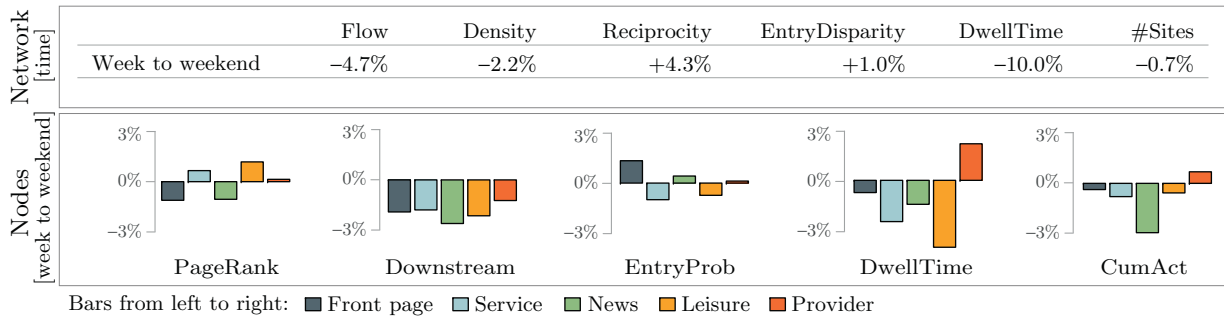 Network
[time]
Flow Density Reciprocity EntryDisparity DwellTime #Sites
Week to weekend –4.7% –2.2% +4.3% +1.0% –10.0% –0.7%
Nodes
[week to weekend]
3% 3% 3% 3% 3%
0% 0% 0% 0% 0%
–3% –3% –3% –3% –3%
PageRank Downstream EntryProb DwellTime CumAct
Bars from left to right: Front page Service News Leisure Provider